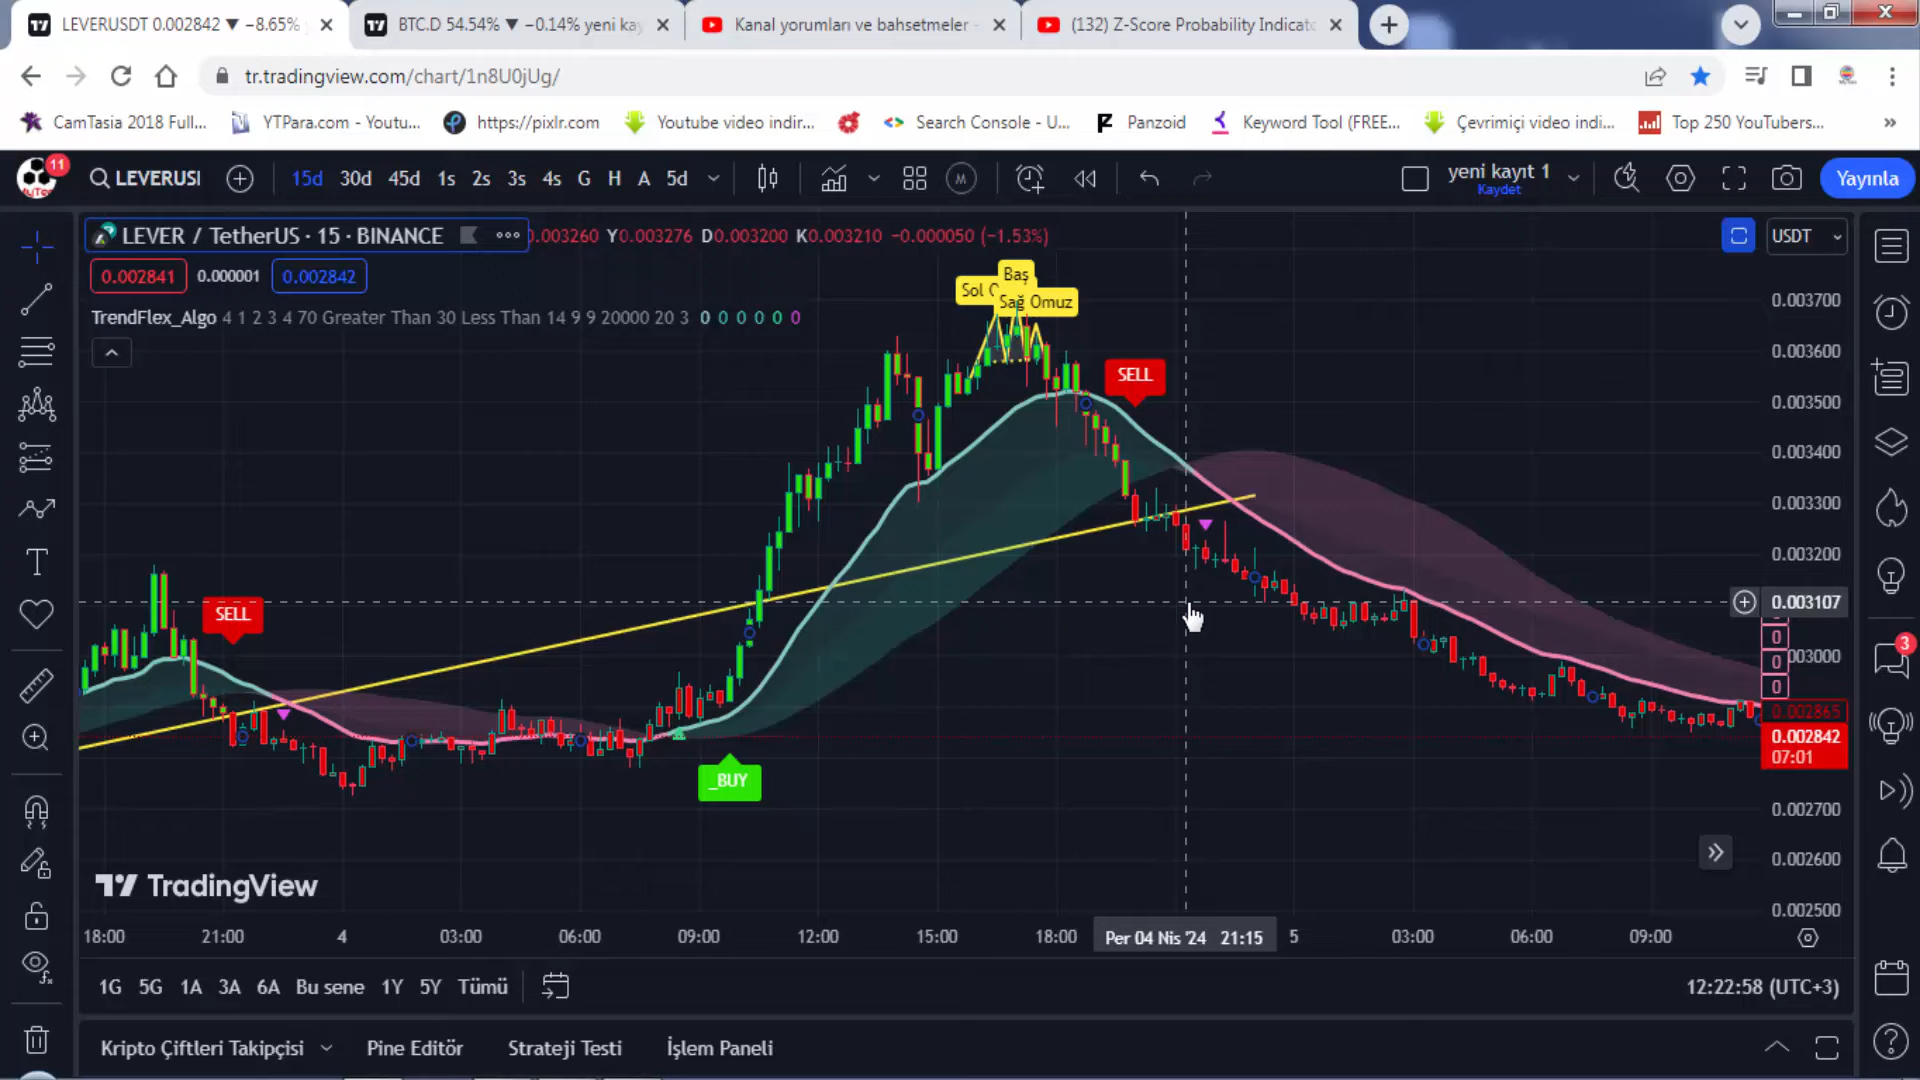 LEVERUSDT 0.002842 ▼ −8.65%
BTC.D 54.54% ▼ −0.14% yeni kay
Kanal yorumları ve bahsetmeler -
(132) Z-Score Probability Indicato
tr.tradingview.com/chart/1n8U0jUg/
CamTasia 2018 Full...
YTPara.com - Youtu...
https://pixlr.com
Youtube video indir...
Search Console - U...
Panzoid
Keyword Tool (FREE...
Çevrimiçi video indi...
Top 250 YouTubers...
»
11
LEVERUSI
15d 30d 45d 1s 2s 3s 4s G H A 5d
M
yeni kayıt 1
Kaydet
Yayınla
LEVER / TetherUS · 15 · BINANCE
0.003260 Y0.003276 D0.003200 K0.003210 −0.000050 (−1.53%)
USDT
0.002841 0.000001 0.002842
TrendFlex_Algo 4 1 2 3 4 70 Greater Than 30 Less Than 14 9 9 20000 20 3 0 0 0 0 0 0
Baş
Sol O
Sağ Omuz
SELL
SELL
_BUY
0.003700
0.003600
0.003500
0.003400
0.003300
0.003200
0.003107
0
0
003000
0
0.002865
0.002842
07:01
0.002700
0.002600
0.002500
3
TradingView
18:00 21:00 4 03:00 06:00 09:00 12:00 15:00 18:00 Per 04 Nis '24 21:15 5 03:00 06:00 09:00
1G 5G 1A 3A 6A Bu sene 1Y 5Y Tümü
12:22:58 (UTC+3)
Kripto Çiftleri Takipçisi
Pine Editör
Strateji Testi
İşlem Paneli